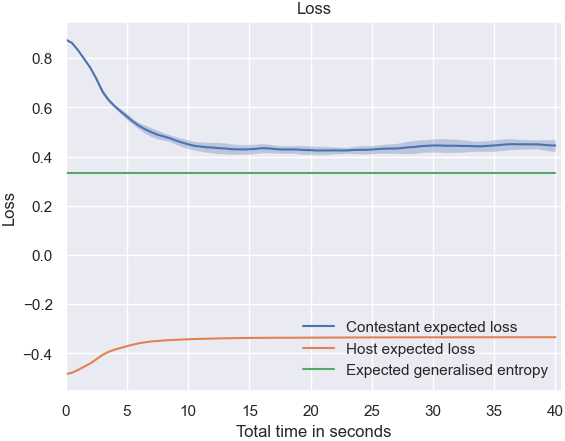 Loss
Loss
0.8
0.6
0.4
0.2
0.0
−0.2
−0.4
Contestant expected loss
Host expected loss
Expected generalised entropy
0 5 10 15 20 25 30 35 40
Total time in seconds